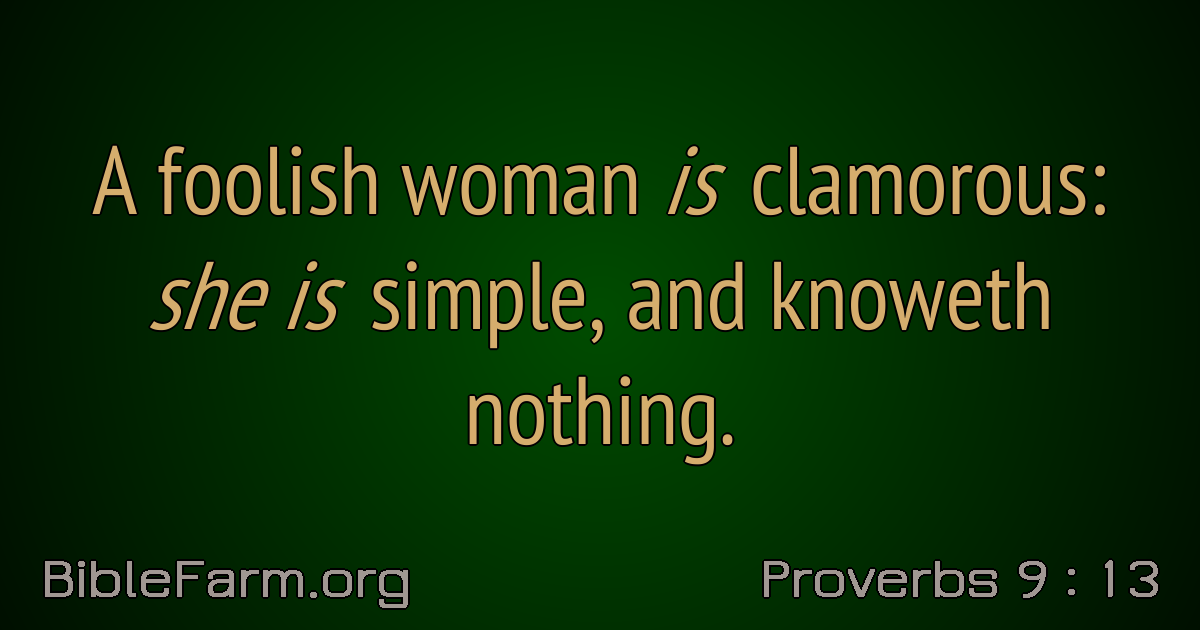 A foolish woman is clamorous:
she is simple, and knoweth
nothing.
BibleFarm.org
Proverbs 9 : 13